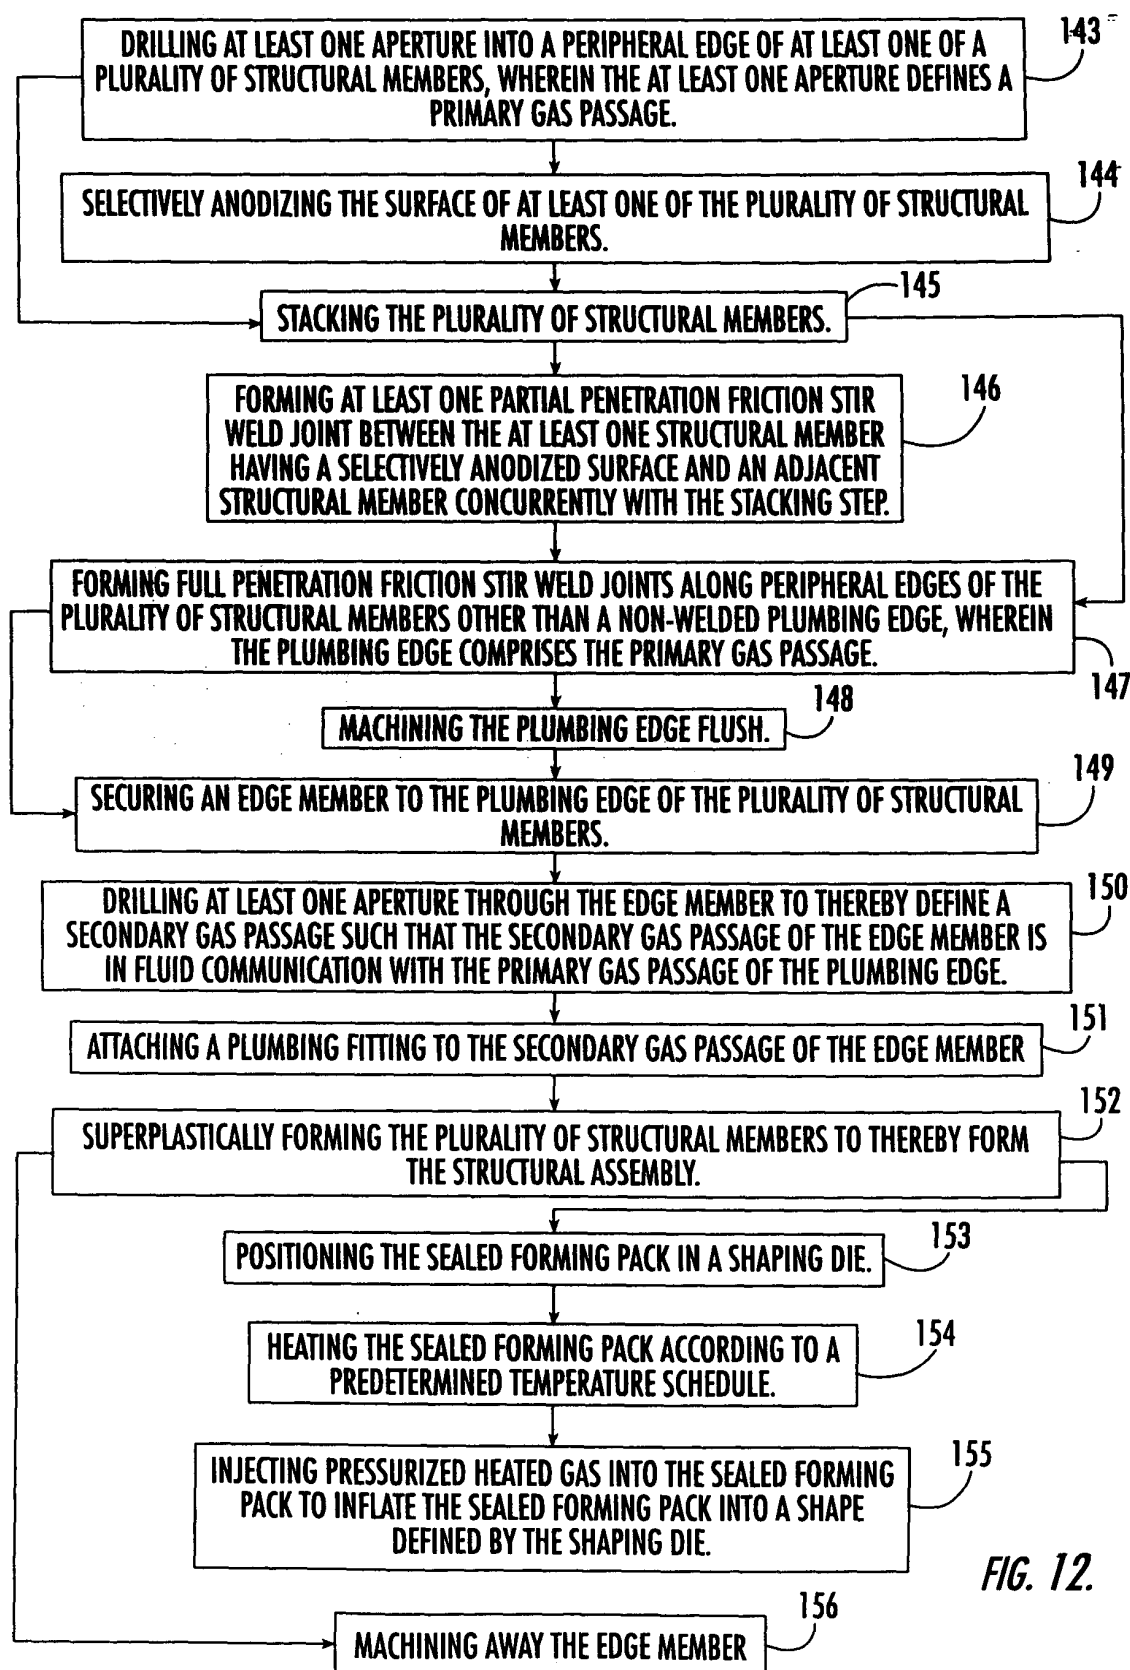 DRILLING AT LEAST ONE APERTURE INTO A PERIPHERAL EDGE OF AT LEAST ONE OF A
PLURALITY OF STRUCTURAL MEMBERS, WHEREIN THE AT LEAST ONE APERTURE DEFINES A
PRIMARY GAS PASSAGE.
143
SELECTIVELY ANODIZING THE SURFACE OF AT LEAST ONE OF THE PLURALITY OF STRUCTURAL
MEMBERS.
144
STACKING THE PLURALITY OF STRUCTURAL MEMBERS.
145
FORMING AT LEAST ONE PARTIAL PENETRATION FRICTION STIR
WELD JOINT BETWEEN THE AT LEAST ONE STRUCTURAL MEMBER
HAVING A SELECTIVELY ANODIZED SURFACE AND AN ADJACENT
STRUCTURAL MEMBER CONCURRENTLY WITH THE STACKING STEP.
146
FORMING FULL PENETRATION FRICTION STIR WELD JOINTS ALONG PERIPHERAL EDGES OF THE
PLURALITY OF STRUCTURAL MEMBERS OTHER THAN A NON-WELDED PLUMBING EDGE, WHEREIN
THE PLUMBING EDGE COMPRISES THE PRIMARY GAS PASSAGE.
147
MACHINING THE PLUMBING EDGE FLUSH.
148
SECURING AN EDGE MEMBER TO THE PLUMBING EDGE OF THE PLURALITY OF STRUCTURAL
MEMBERS.
149
DRILLING AT LEAST ONE APERTURE THROUGH THE EDGE MEMBER TO THEREBY DEFINE A
SECONDARY GAS PASSAGE SUCH THAT THE SECONDARY GAS PASSAGE OF THE EDGE MEMBER IS
IN FLUID COMMUNICATION WITH THE PRIMARY GAS PASSAGE OF THE PLUMBING EDGE.
150
ATTACHING A PLUMBING FITTING TO THE SECONDARY GAS PASSAGE OF THE EDGE MEMBER
151
SUPERPLASTICALLY FORMING THE PLURALITY OF STRUCTURAL MEMBERS TO THEREBY FORM
THE STRUCTURAL ASSEMBLY.
152
POSITIONING THE SEALED FORMING PACK IN A SHAPING DIE.
153
HEATING THE SEALED FORMING PACK ACCORDING TO A
PREDETERMINED TEMPERATURE SCHEDULE.
154
INJECTING PRESSURIZED HEATED GAS INTO THE SEALED FORMING
PACK TO INFLATE THE SEALED FORMING PACK INTO A SHAPE
DEFINED BY THE SHAPING DIE.
155
FIG. 12.
MACHINING AWAY THE EDGE MEMBER
156